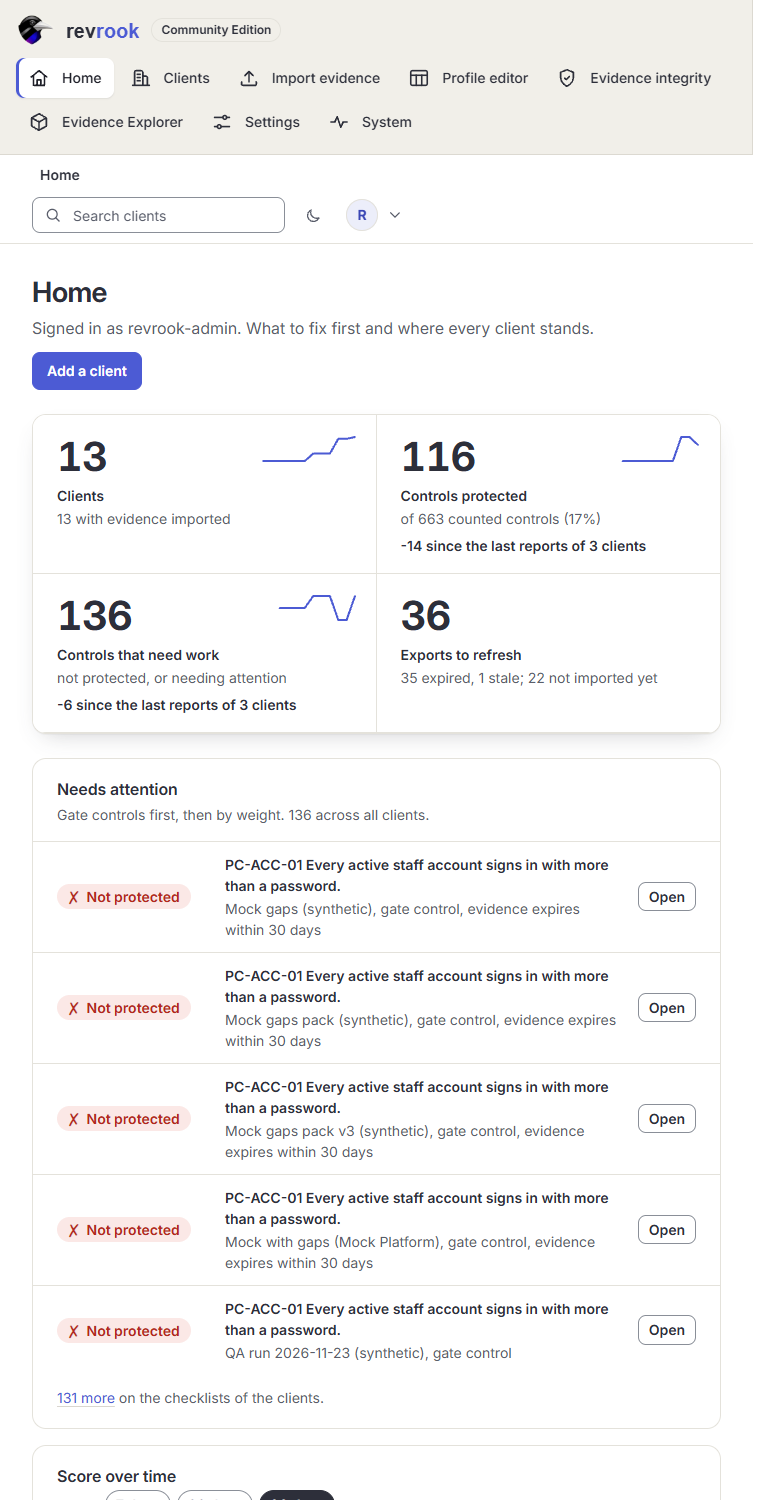 revrook Community Edition
Home Clients Import evidence Profile editor Evidence integrity
Evidence Explorer Settings System
Home
Search clients R
Home
Signed in as revrook-admin. What to fix first and where every client stands.
Add a client
13
Clients
13 with evidence imported
116
Controls protected
of 663 counted controls (17%)
-14 since the last reports of 3 clients
136
Controls that need work
not protected, or needing attention
-6 since the last reports of 3 clients
36
Exports to refresh
35 expired, 1 stale; 22 not imported yet
Needs attention
Gate controls first, then by weight. 136 across all clients.
✗ Not protected
PC-ACC-01 Every active staff account signs in with more
than a password.
Mock gaps (synthetic), gate control, evidence expires
within 30 days
Open
✗ Not protected
PC-ACC-01 Every active staff account signs in with more
than a password.
Mock gaps pack (synthetic), gate control, evidence expires
within 30 days
Open
✗ Not protected
PC-ACC-01 Every active staff account signs in with more
than a password.
Mock gaps pack v3 (synthetic), gate control, evidence
expires within 30 days
Open
✗ Not protected
PC-ACC-01 Every active staff account signs in with more
than a password.
Mock with gaps (Mock Platform), gate control, evidence
expires within 30 days
Open
✗ Not protected
PC-ACC-01 Every active staff account signs in with more
than a password.
QA run 2026-11-23 (synthetic), gate control
Open
131 more on the checklists of the clients.
Score over time